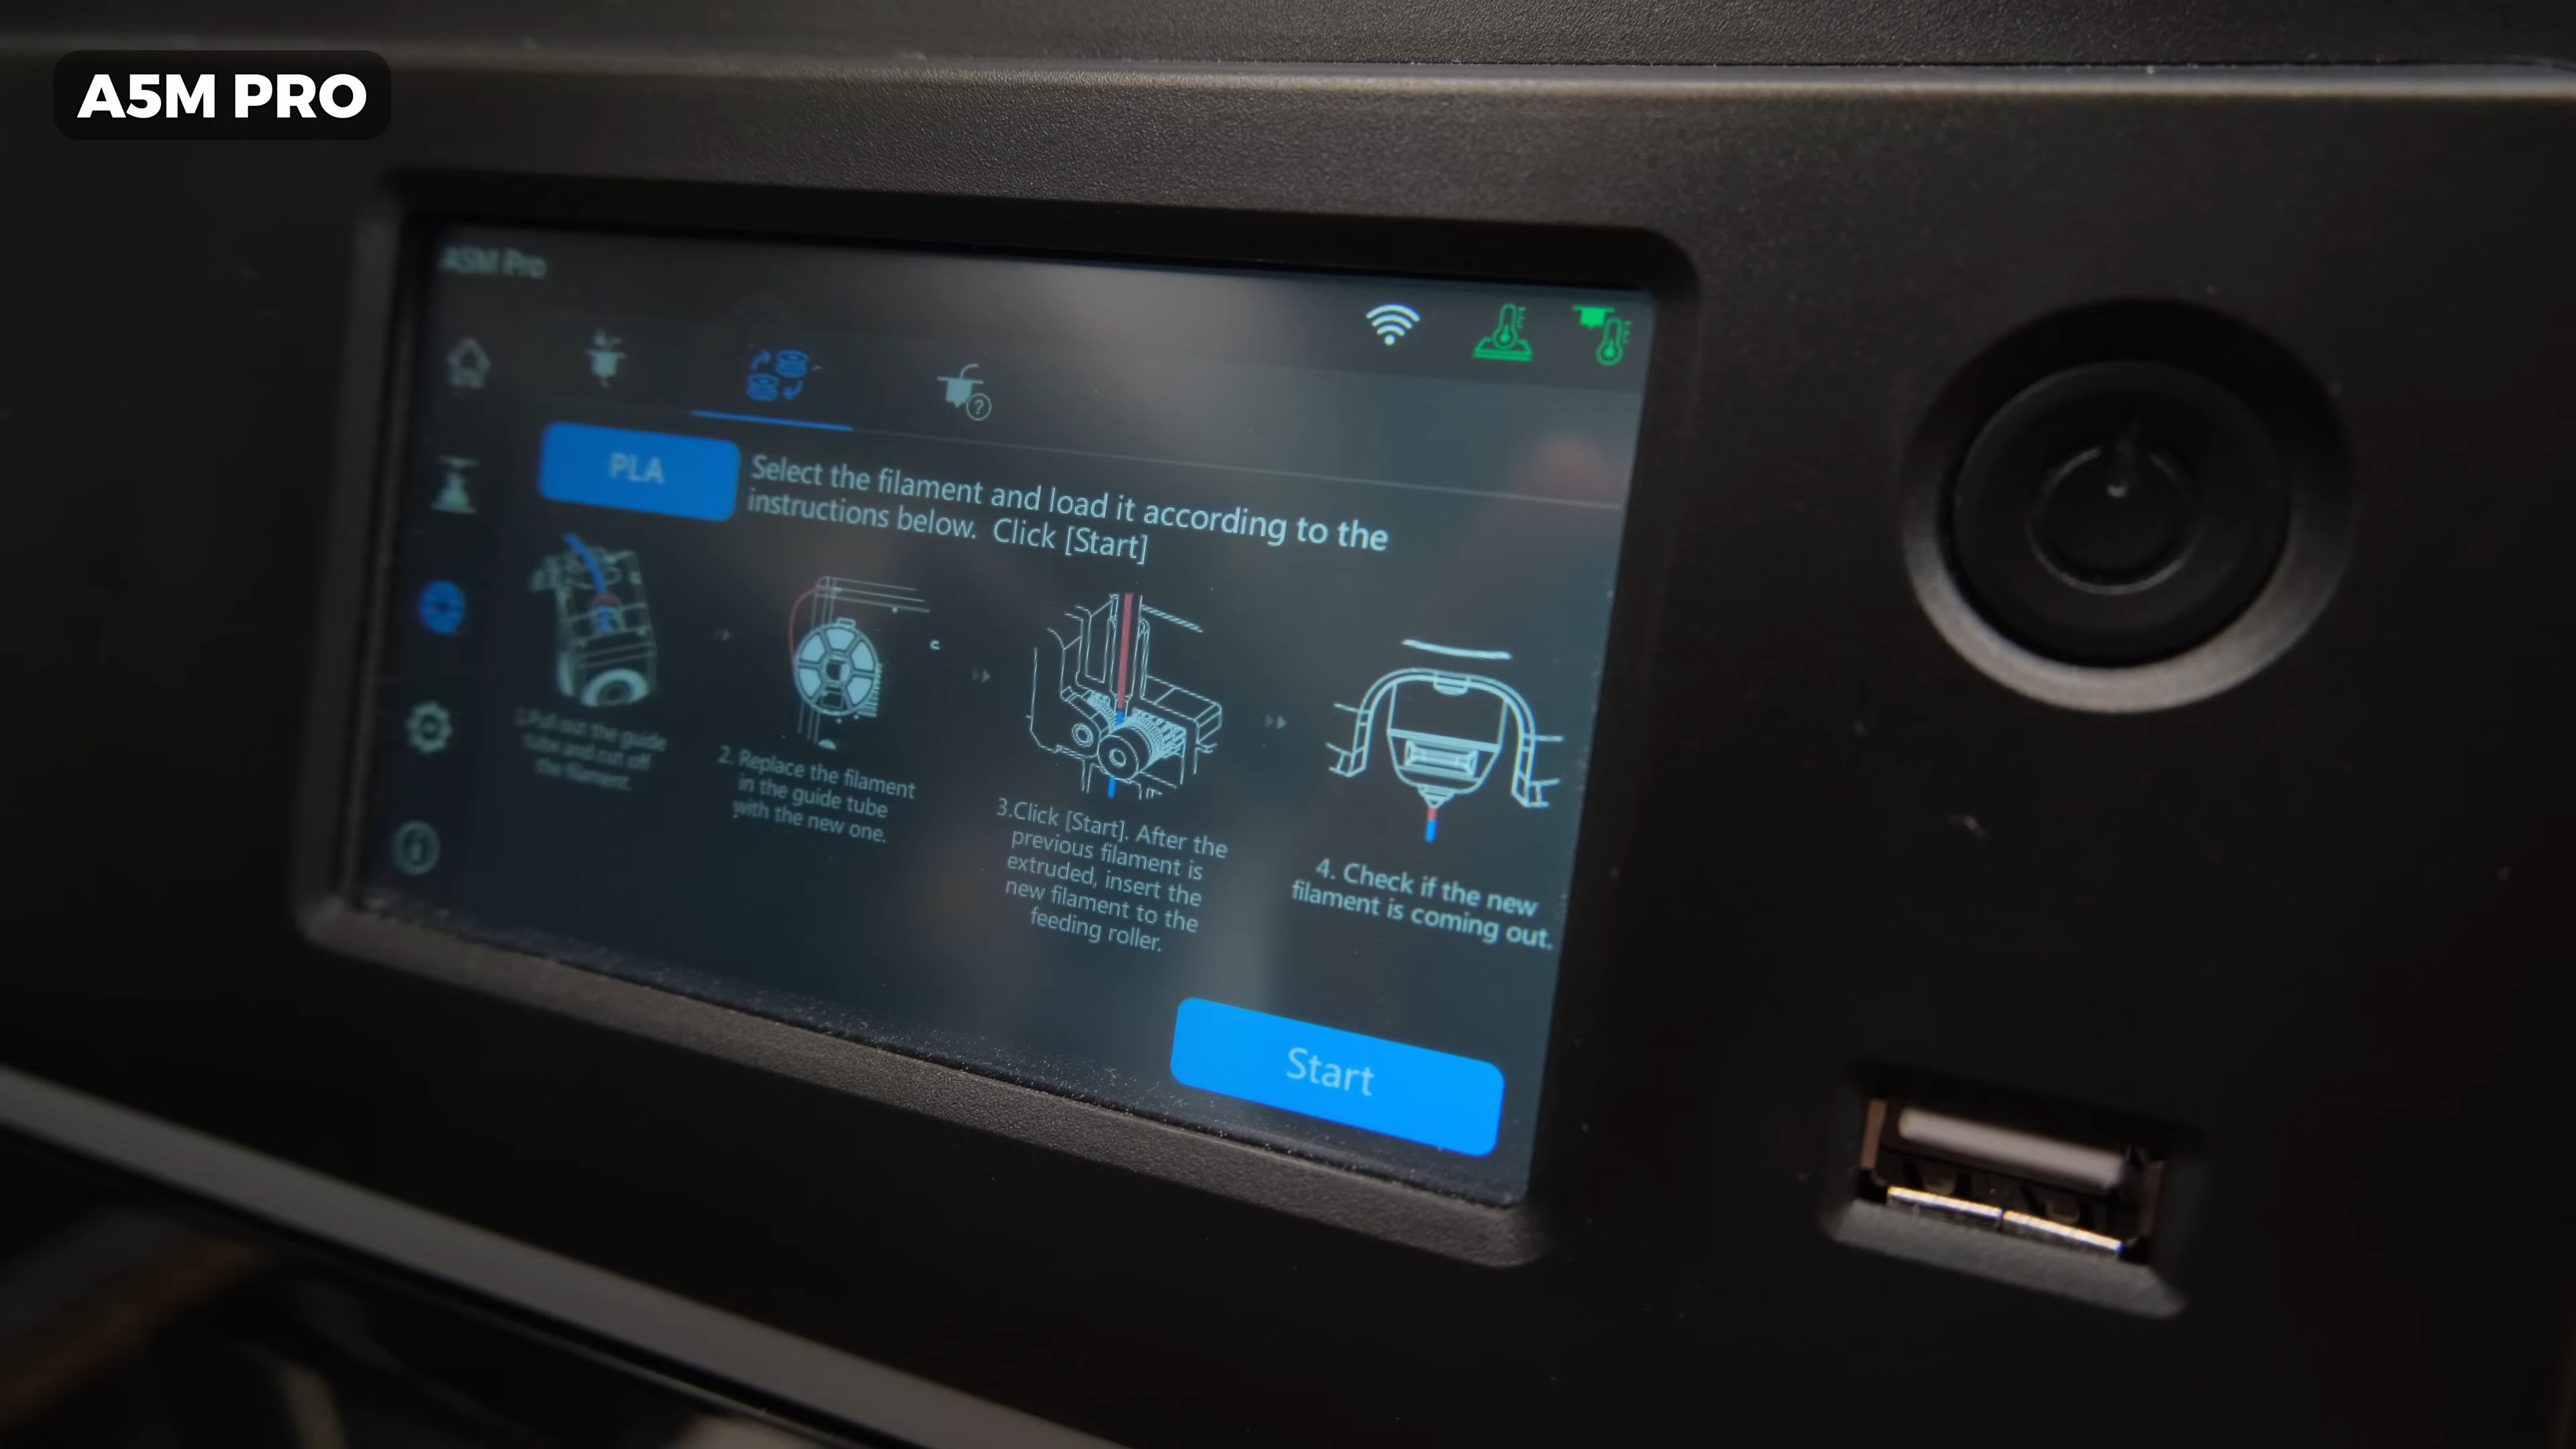 A5M PRO
A5M Pro
PLA
Select the filament and load it according to the
instructions below. Click [Start]
1.Pull out the guide
tube and cut off
the filament.
2. Replace the filament
in the guide tube
with the new one.
3.Click [Start]. After the
previous filament is
extruded, insert the
new filament to the
feeding roller.
4. Check if the new
filament is coming out.
Start